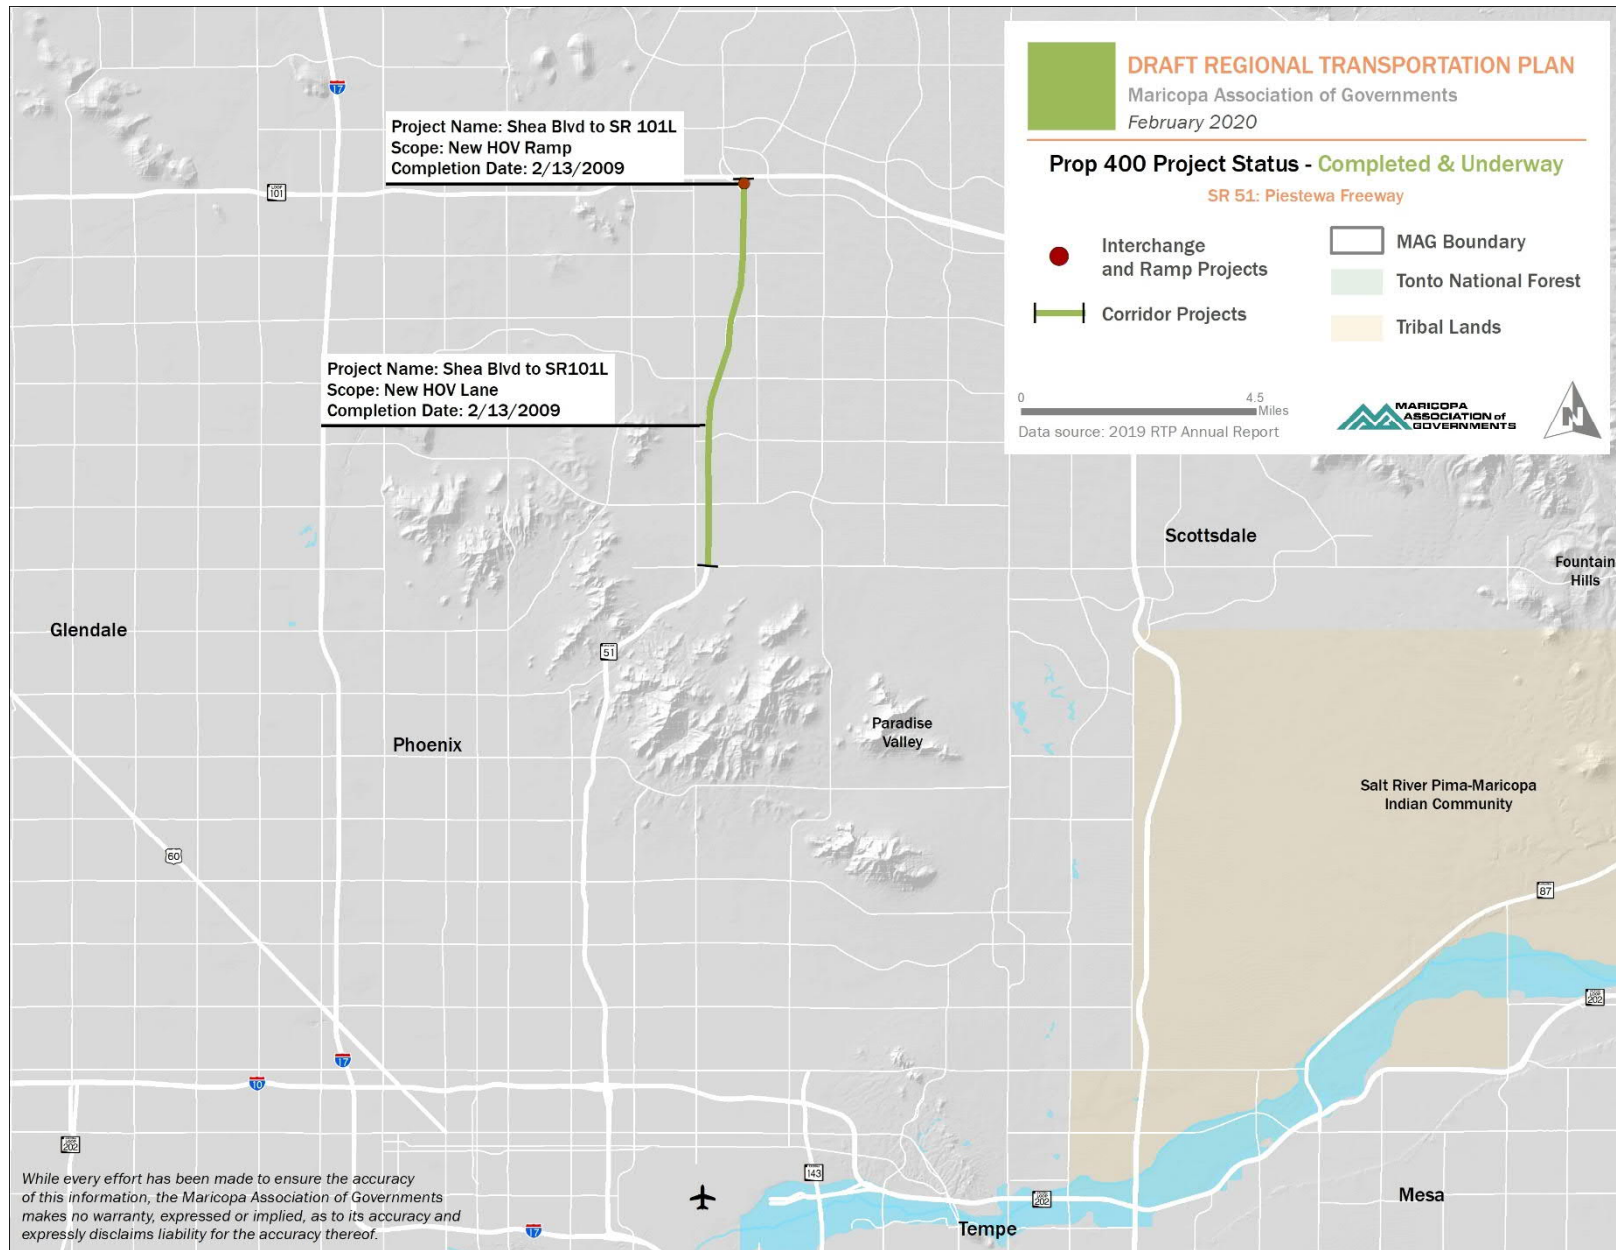 17
Project Name: Shea Blvd to SR 101L
Scope: New HOV Ramp
Completion Date: 2/13/2009
LOOP
101
DRAFT REGIONAL TRANSPORTATION PLAN
Maricopa Association of Governments
February 2020
Prop 400 Project Status - Completed & Underway
SR 51: Piestewa Freeway
Interchange
and Ramp Projects
Corridor Projects
MAG Boundary
Tonto National Forest
Tribal Lands
0 4.5
Miles
Data source: 2019 RTP Annual Report
MARICOPA
ASSOCIATION of
GOVERNMENTS
N
Project Name: Shea Blvd to SR101L
Scope: New HOV Lane
Completion Date: 2/13/2009
Scottsdale
Fountain
Hills
Glendale
51
Paradise
Valley
Phoenix
Salt River Pima-Maricopa
Indian Community
60
87
202
17
10
202
143
202
Mesa
Tempe
17
While every effort has been made to ensure the accuracy
of this information, the Maricopa Association of Governments
makes no warranty, expressed or implied, as to its accuracy and
expressly disclaims liability for the accuracy thereof.